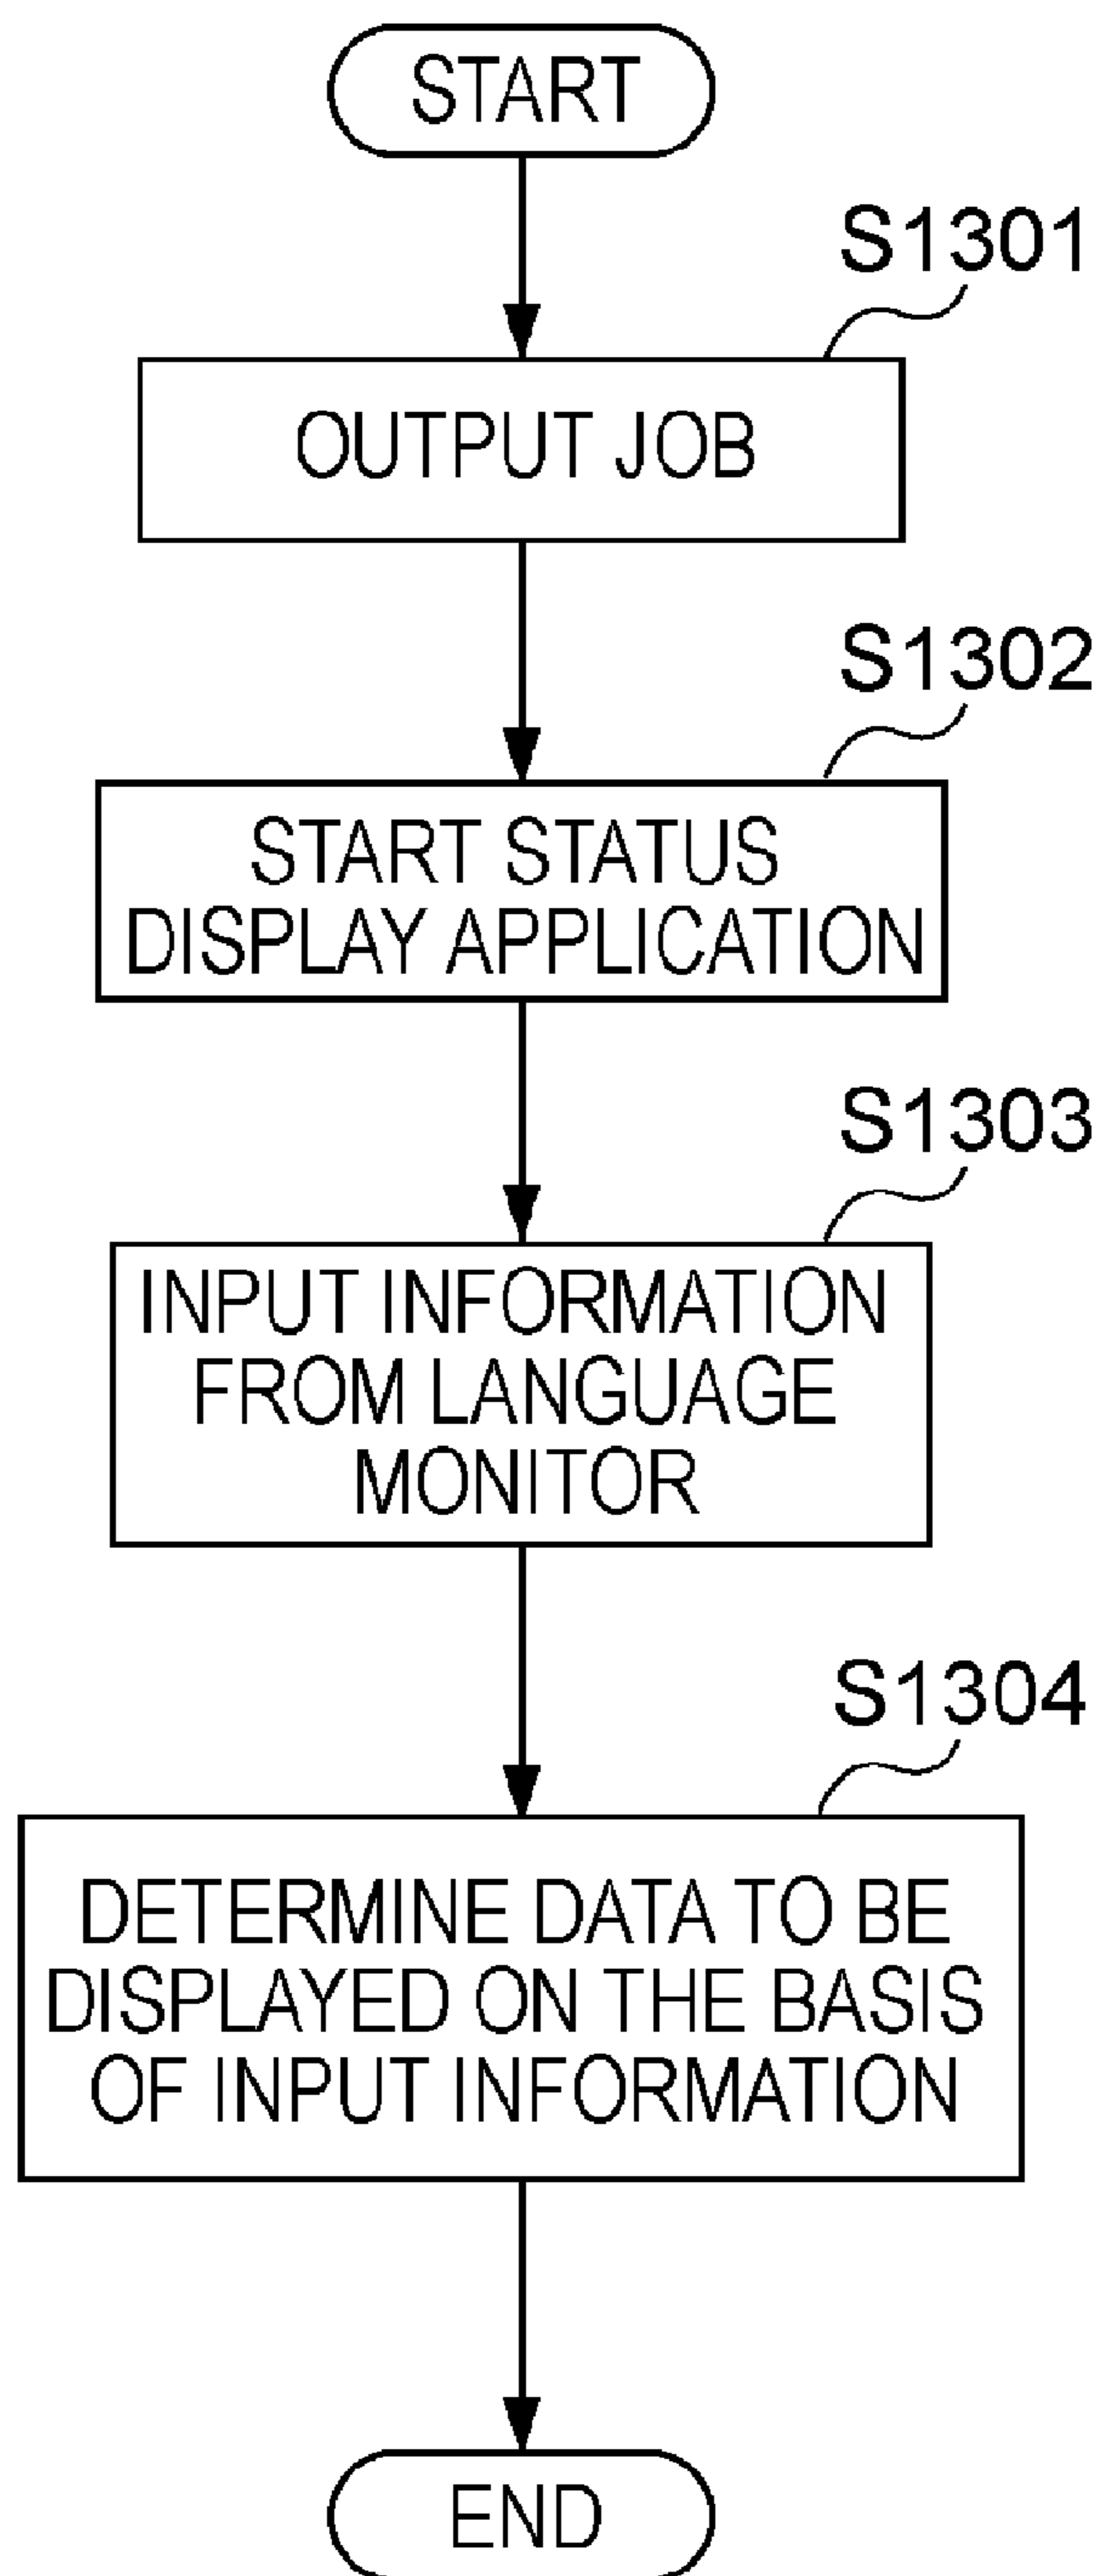 START
S1301
OUTPUT JOB
S1302
START STATUS
DISPLAY APPLICATION
S1303
INPUT INFORMATION
FROM LANGUAGE
MONITOR
S1304
DETERMINE DATA TO BE
DISPLAYED ON THE BASIS
OF INPUT INFORMATION
END